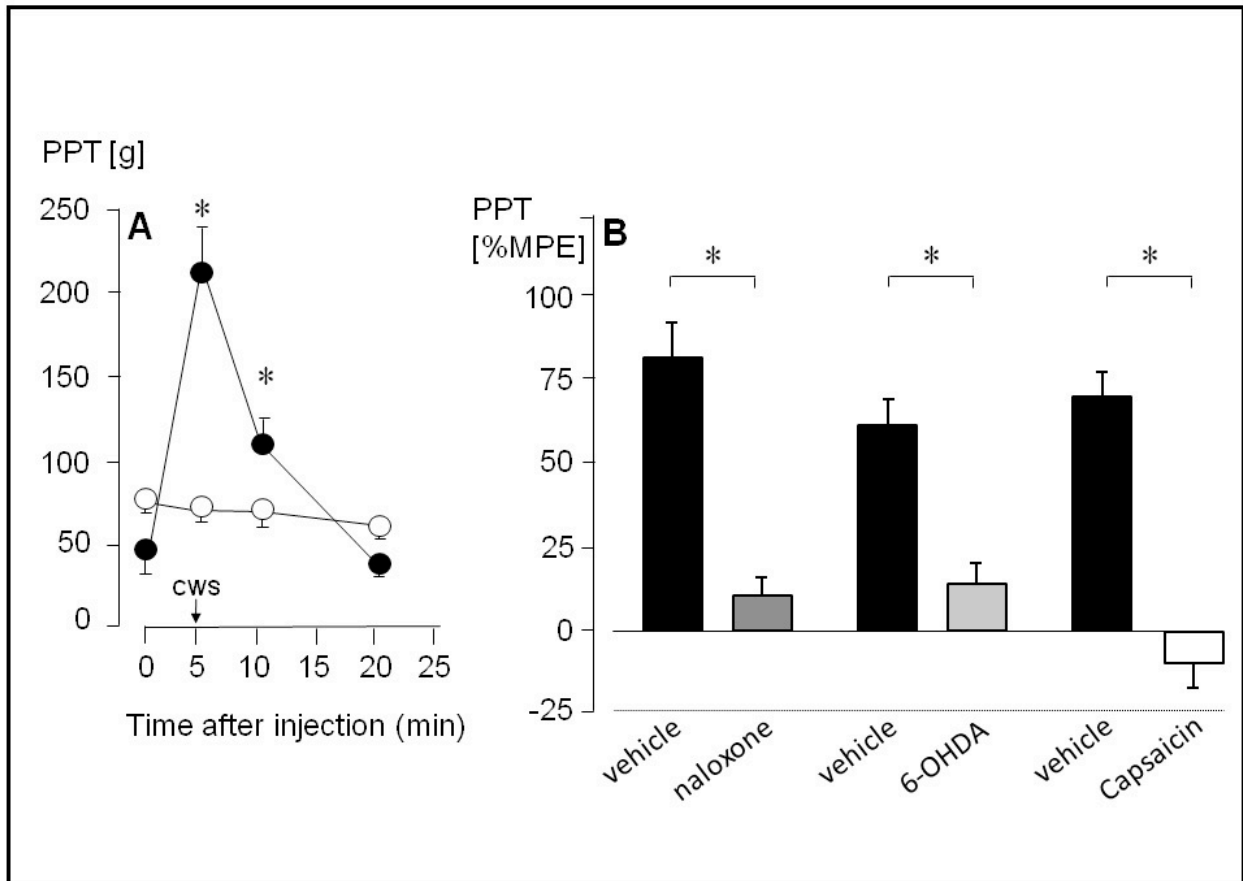 PPT [g]
A
250
200
150
100
50
0
*
*
cws
0 5 10 15 20 25
Time after injection (min)
PPT
[%MPE]
B
100
75
50
25
0
-25
* * *
vehicle
naloxone
vehicle
6-OHDA
vehicle
Capsaicin